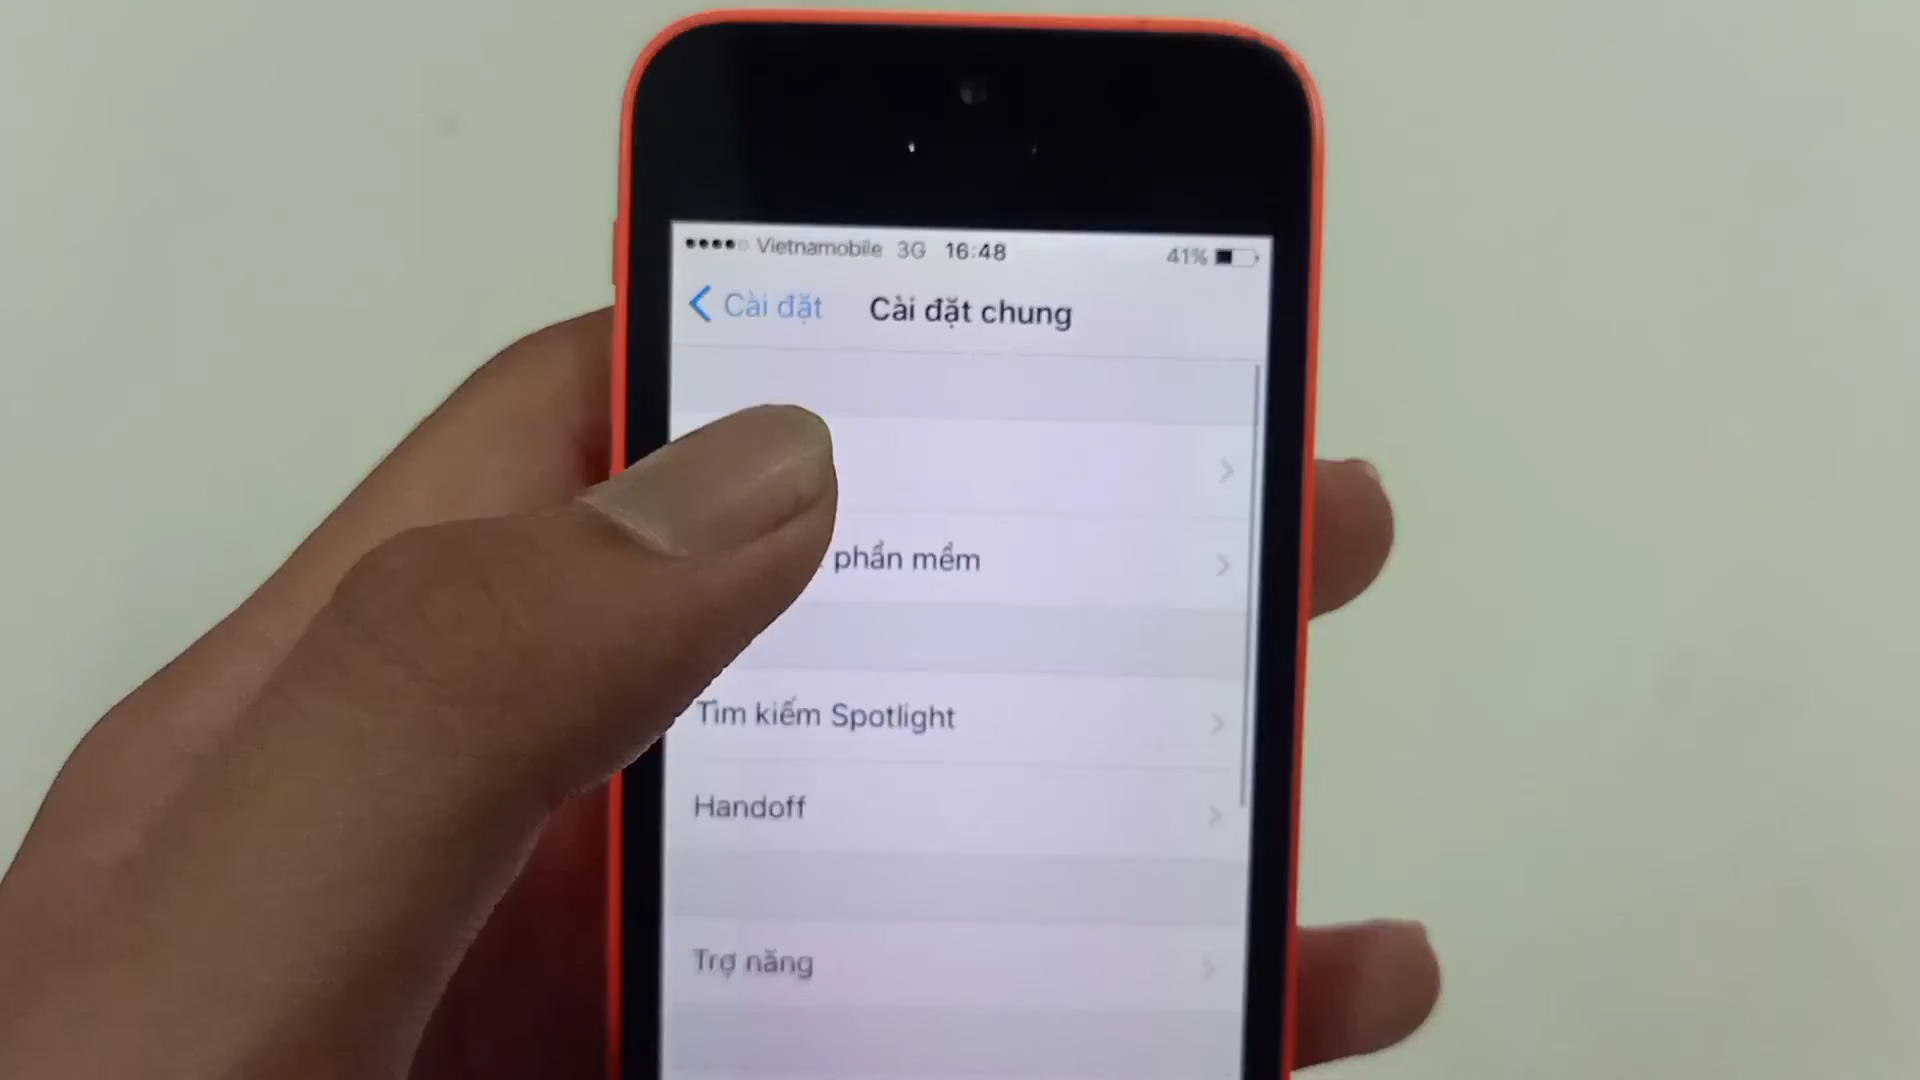 Vietnamobile 3G 16:48 41%
Cài đặt Cài đặt chung
phần mềm
Tìm kiếm Spotlight
Handoff
Trợ năng